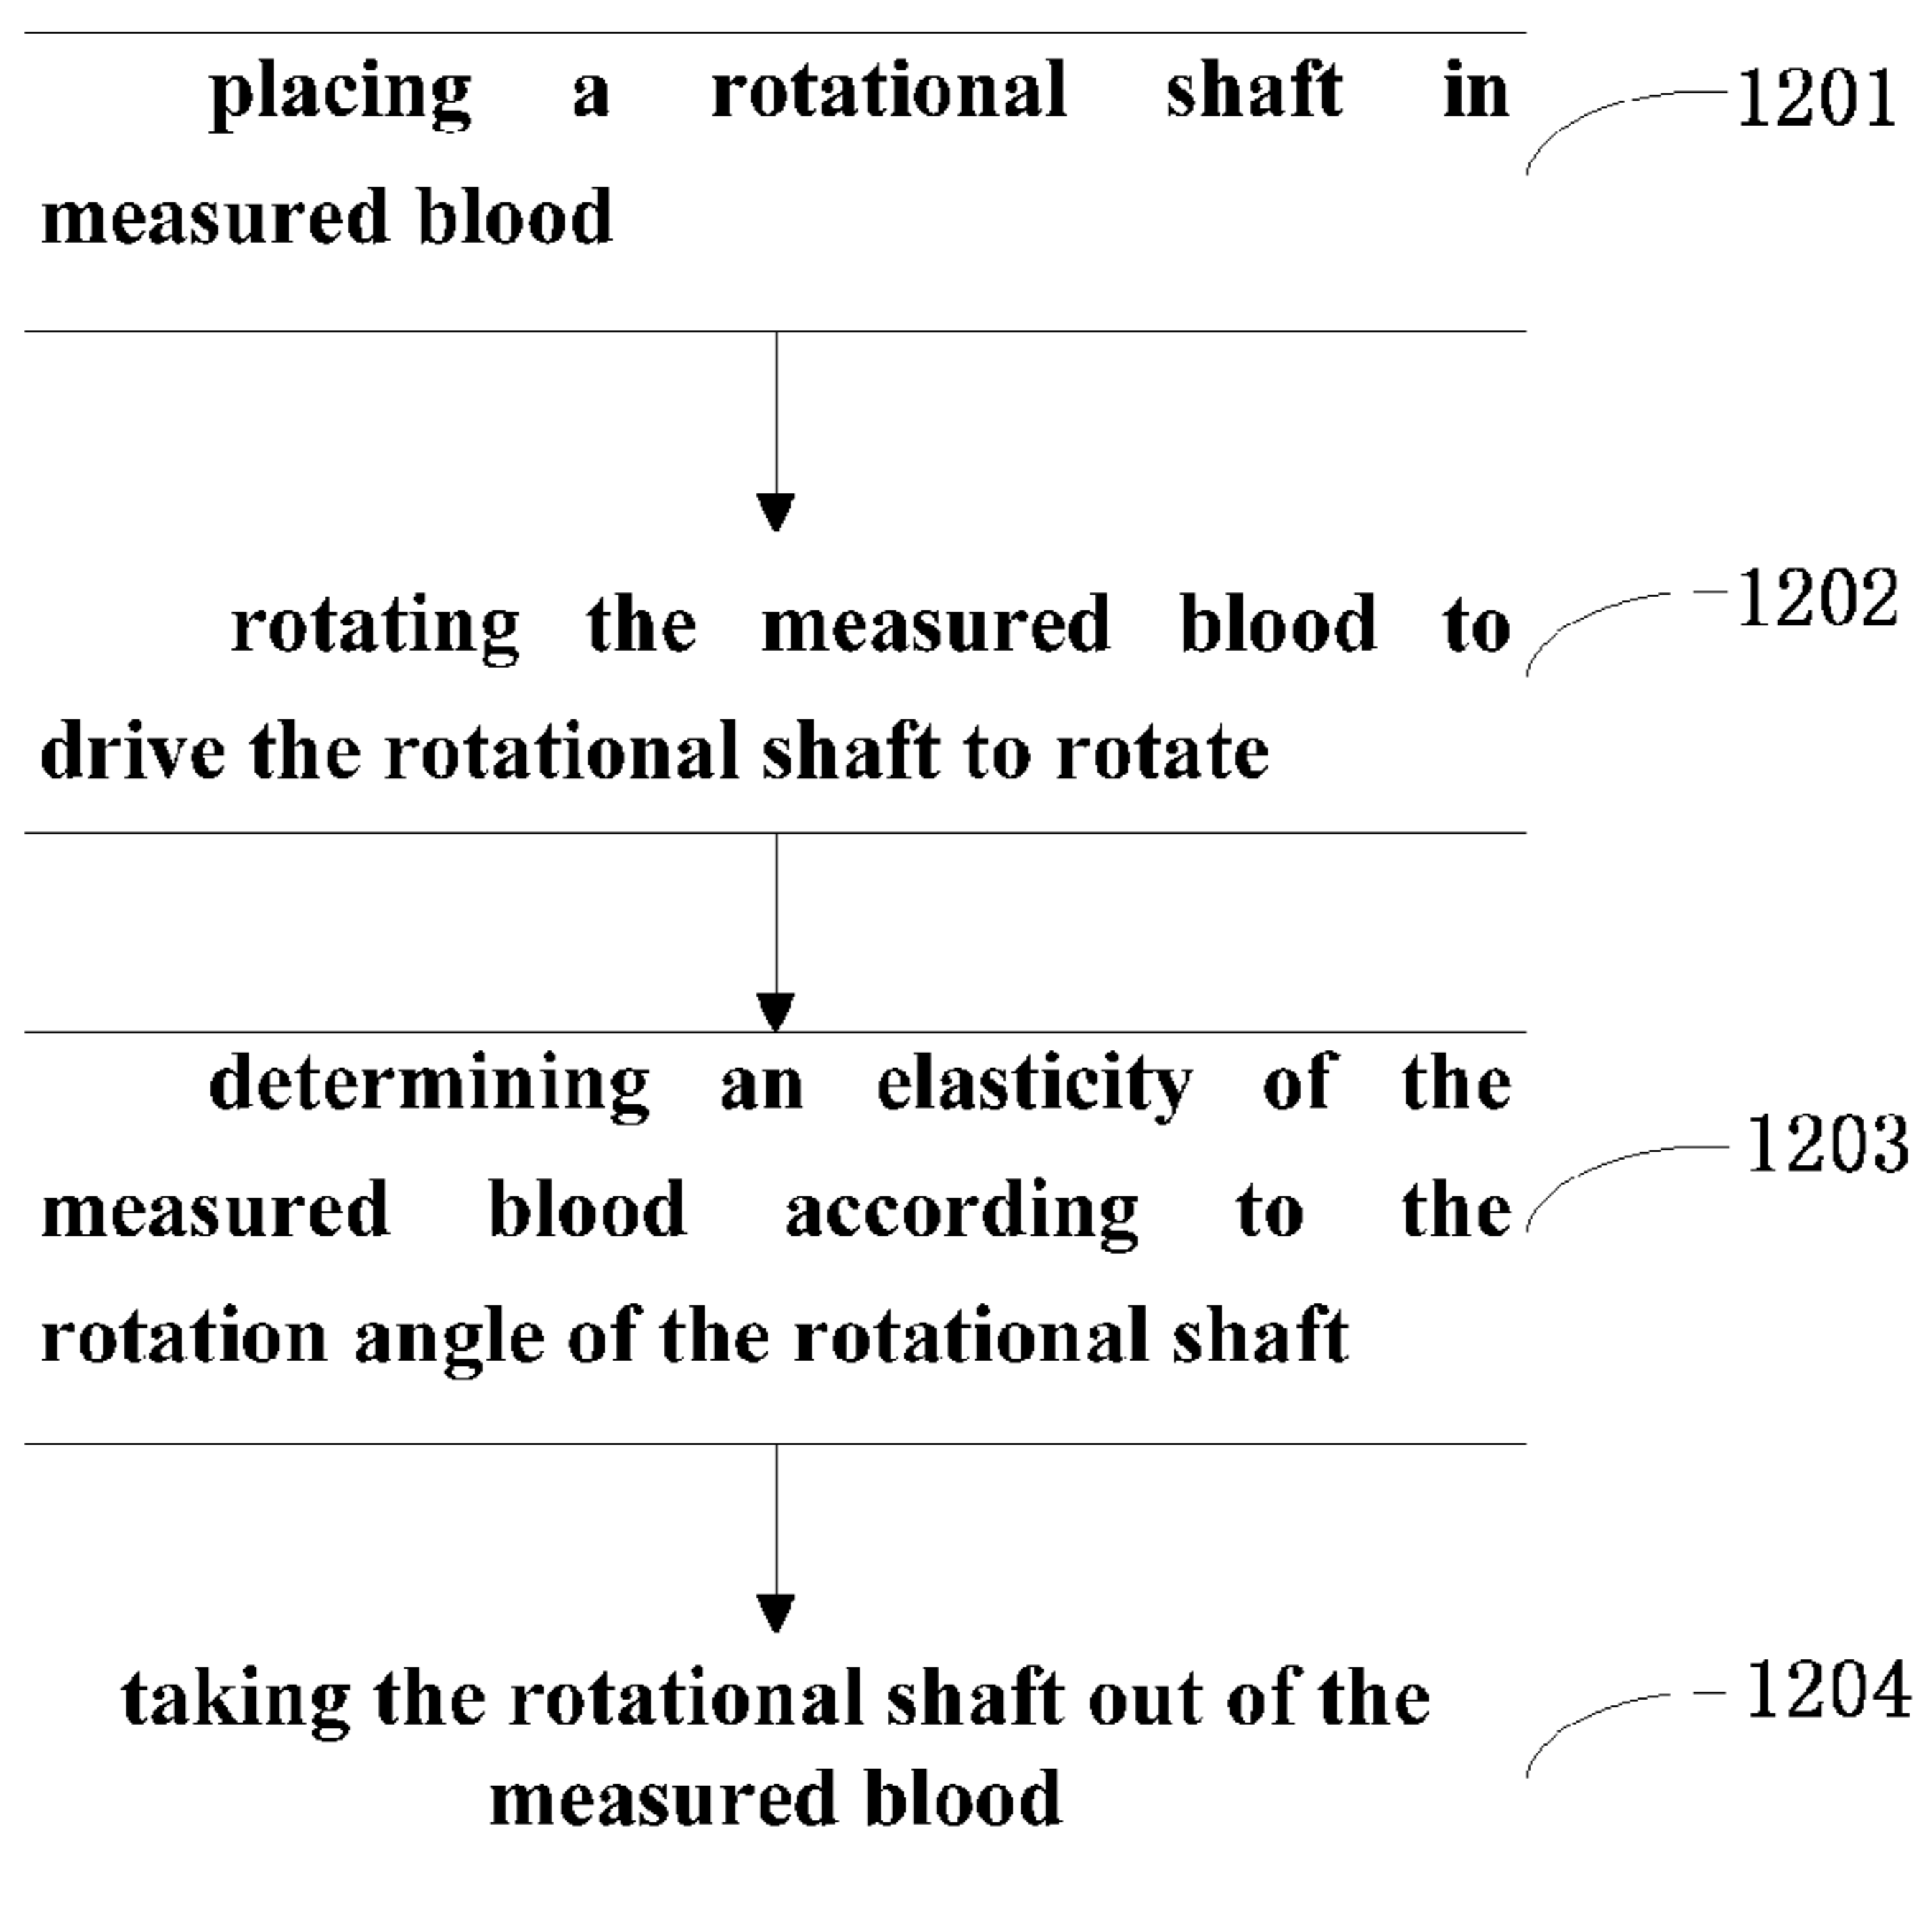 placing a rotational shaft in
measured blood
1201
rotating the measured blood to
drive the rotational shaft to rotate
1202
determining an elasticity of the
measured blood according to the
rotation angle of the rotational shaft
1203
taking the rotational shaft out of the
measured blood
1204